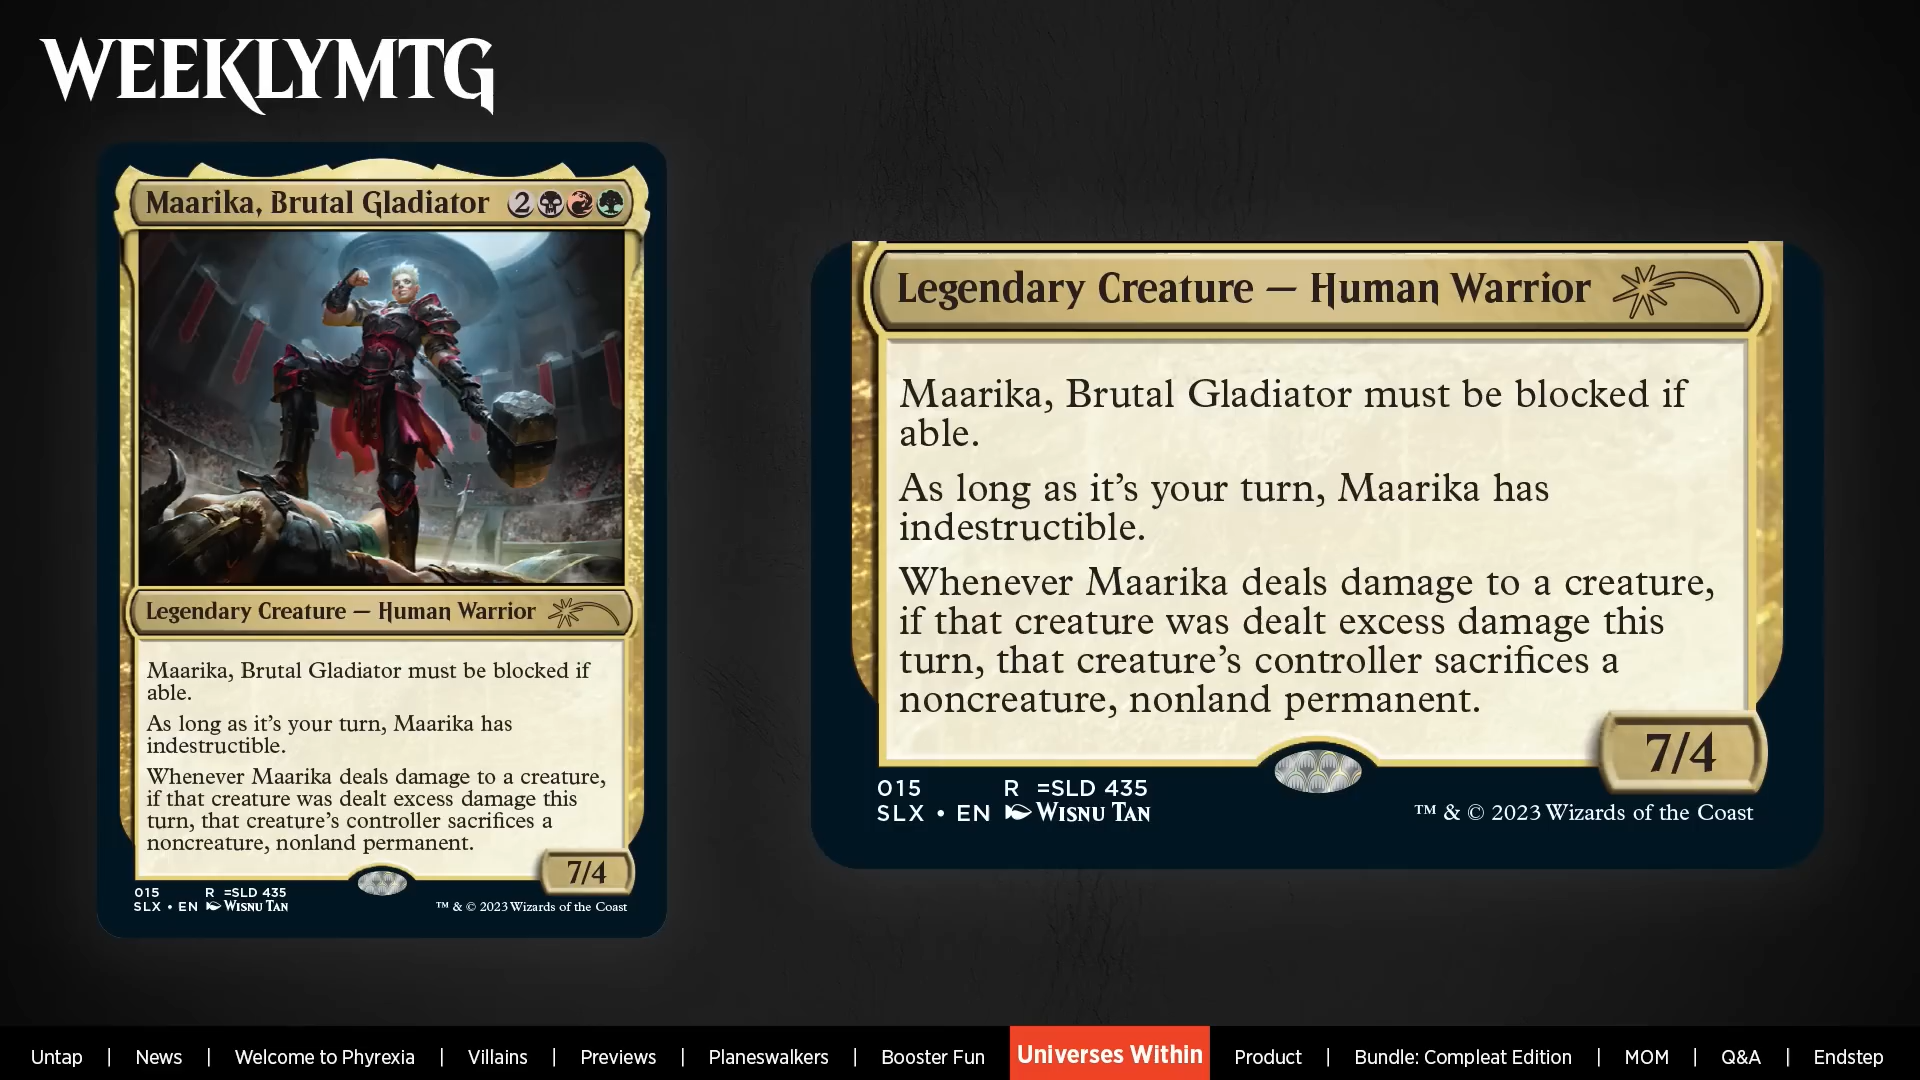 WEEKLYMTG
Maarika, Brutal Gladiator 2
Legendary Creature — Human Warrior
Maarika, Brutal Gladiator must be blocked if
able.
As long as it's your turn, Maarika has
indestructible.
Whenever Maarika deals damage to a creature,
if that creature was dealt excess damage this
turn, that creature's controller sacrifices a
noncreature, nonland permanent.
7/4
015 R =SLD 435
SLX • EN Wisnu Tan
™ & © 2023 Wizards of the Coast
Legendary Creature — Human Warrior
Maarika, Brutal Gladiator must be blocked if
able.
As long as it's your turn, Maarika has
indestructible.
Whenever Maarika deals damage to a creature,
if that creature was dealt excess damage this
turn, that creature's controller sacrifices a
noncreature, nonland permanent.
7/4
015 R =SLD 435
SLX • EN Wisnu Tan
™ & © 2023 Wizards of the Coast
Untap | News | Welcome to Phyrexia | Villains | Previews | Planeswalkers | Booster Fun Universes Within Product | Bundle: Compleat Edition | MOM | Q&A | Endstep